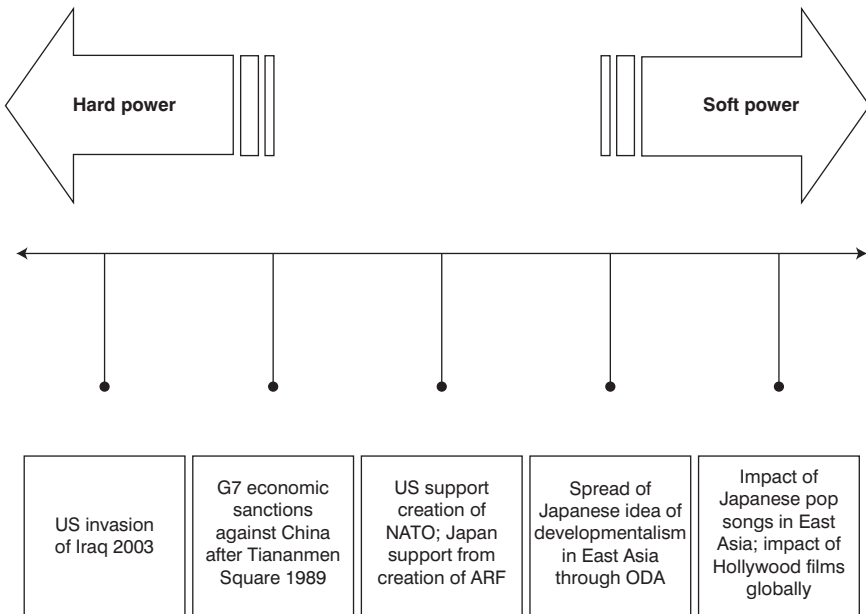 Hard power
Soft power
US invasion
of Iraq 2003
G7 economic
sanctions
against China
after Tiananmen
Square 1989
US support
creation of
NATO; Japan
support from
creation of ARF
Spread of
Japanese idea of
developmentalism
in East Asia
through ODA
Impact of
Japanese pop
songs in East
Asia; impact of
Hollywood films
globally